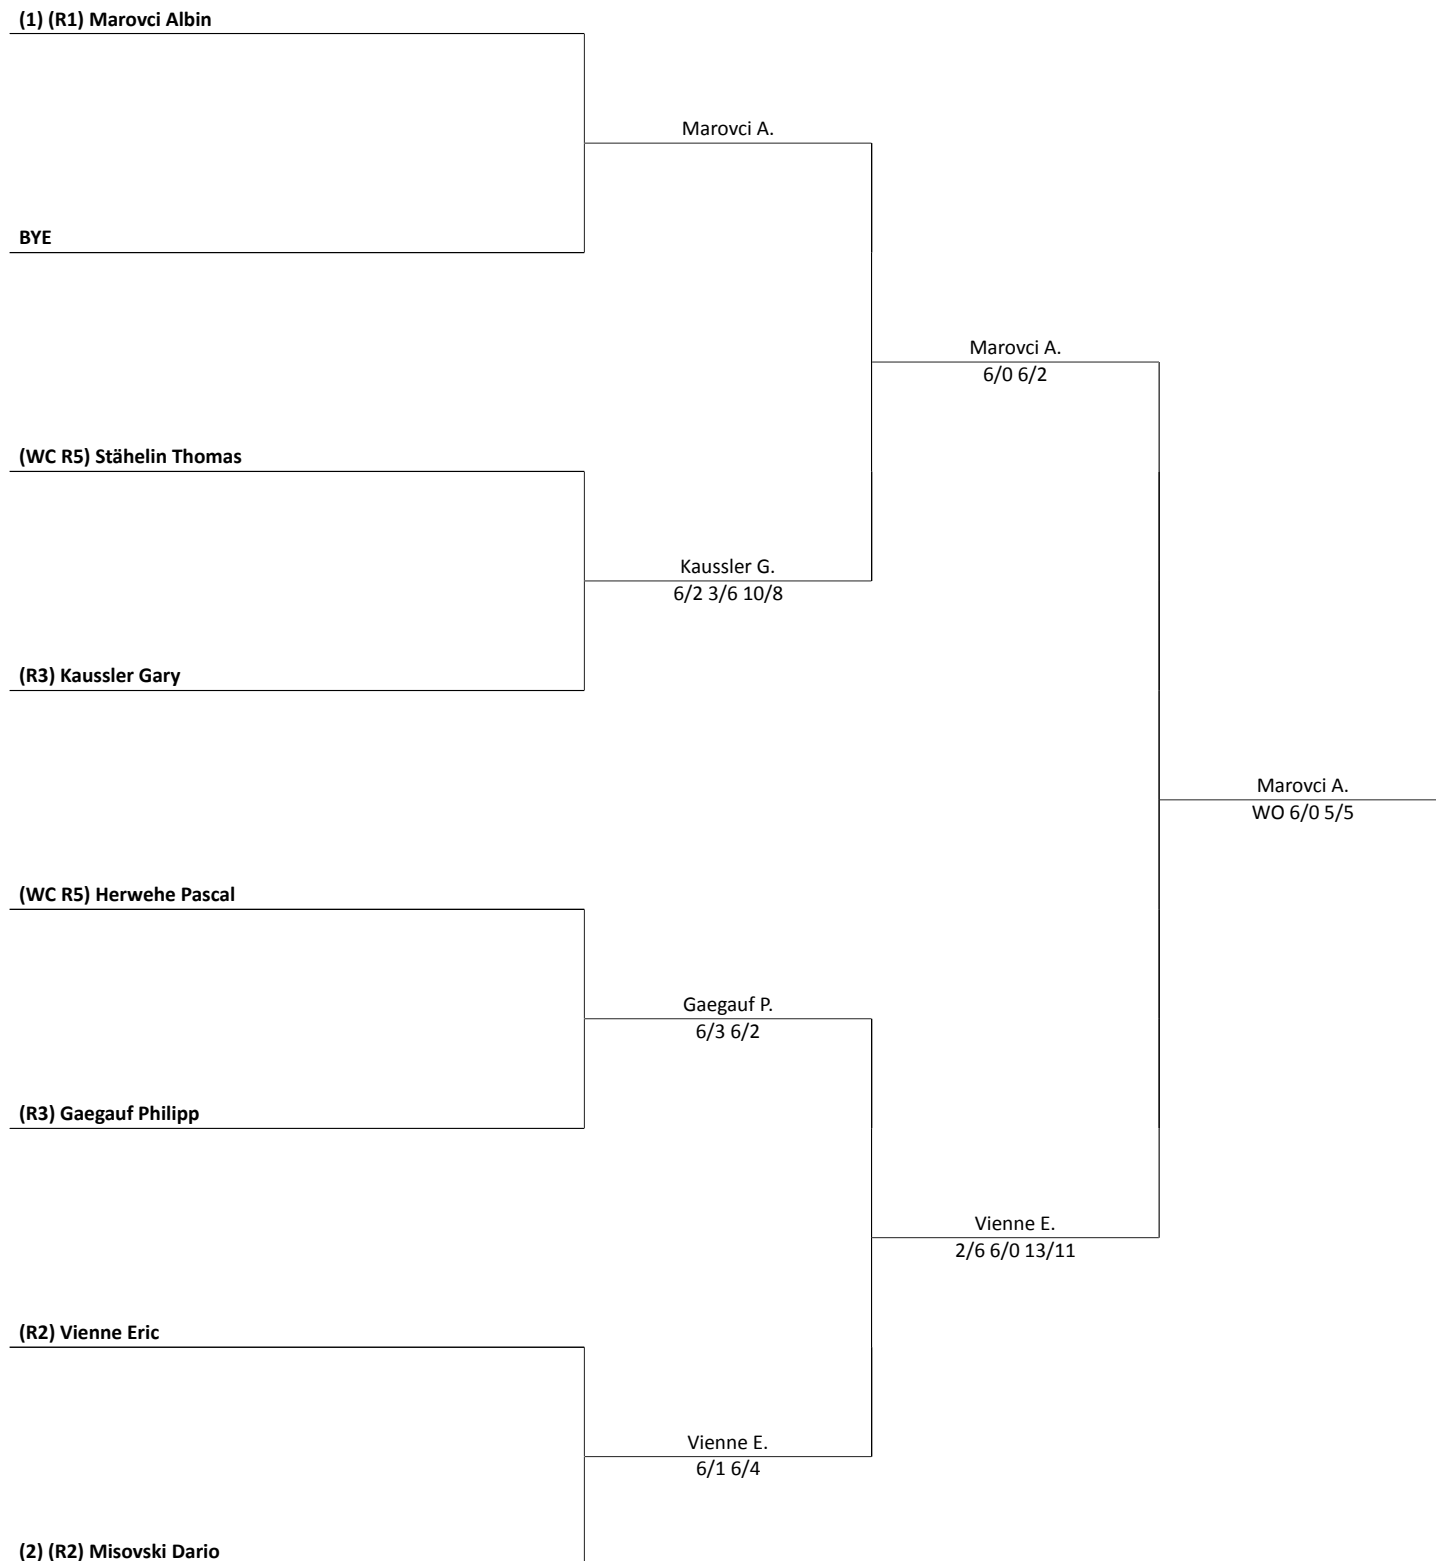 (1) (R1) Marovci Albin
Marovci A.
BYE
Marovci A.
6/0 6/2
(WC R5) Stähelin Thomas
Kaussler G.
6/2 3/6 10/8
(R3) Kaussler Gary
Marovci A.
WO 6/0 5/5
(WC R5) Herwehe Pascal
Gaegauf P.
6/3 6/2
(R3) Gaegauf Philipp
Vienne E.
2/6 6/0 13/11
(R2) Vienne Eric
Vienne E.
6/1 6/4
(2) (R2) Misovski Dario